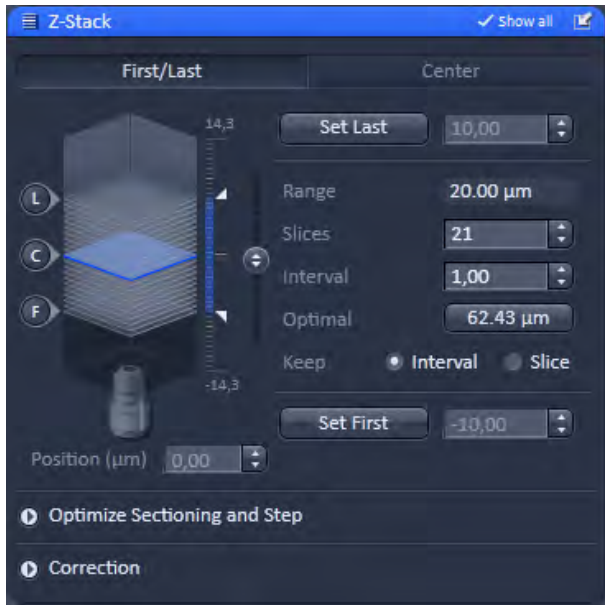 Z-Stack
Show all
First/Last
Center
14,3
Set Last
10,00
L
Range
20.00 µm
Slices
21
C
Interval
1,00
F
Optimal
62.43 µm
Keep
Interval
Slice
-14,3
Set First
-10,00
Position (µm)
0,00
Optimize Sectioning and Step
Correction